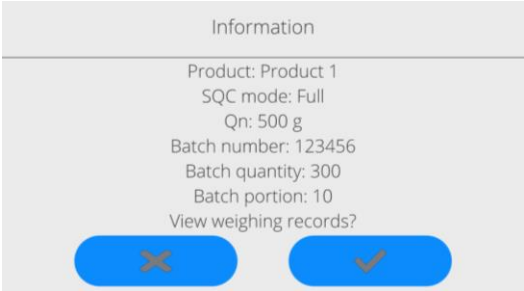 Information
Product: Product 1
SQC mode: Full
Qn: 500 g
Batch number: 123456
Batch quantity: 300
Batch portion: 10
View weighing records?